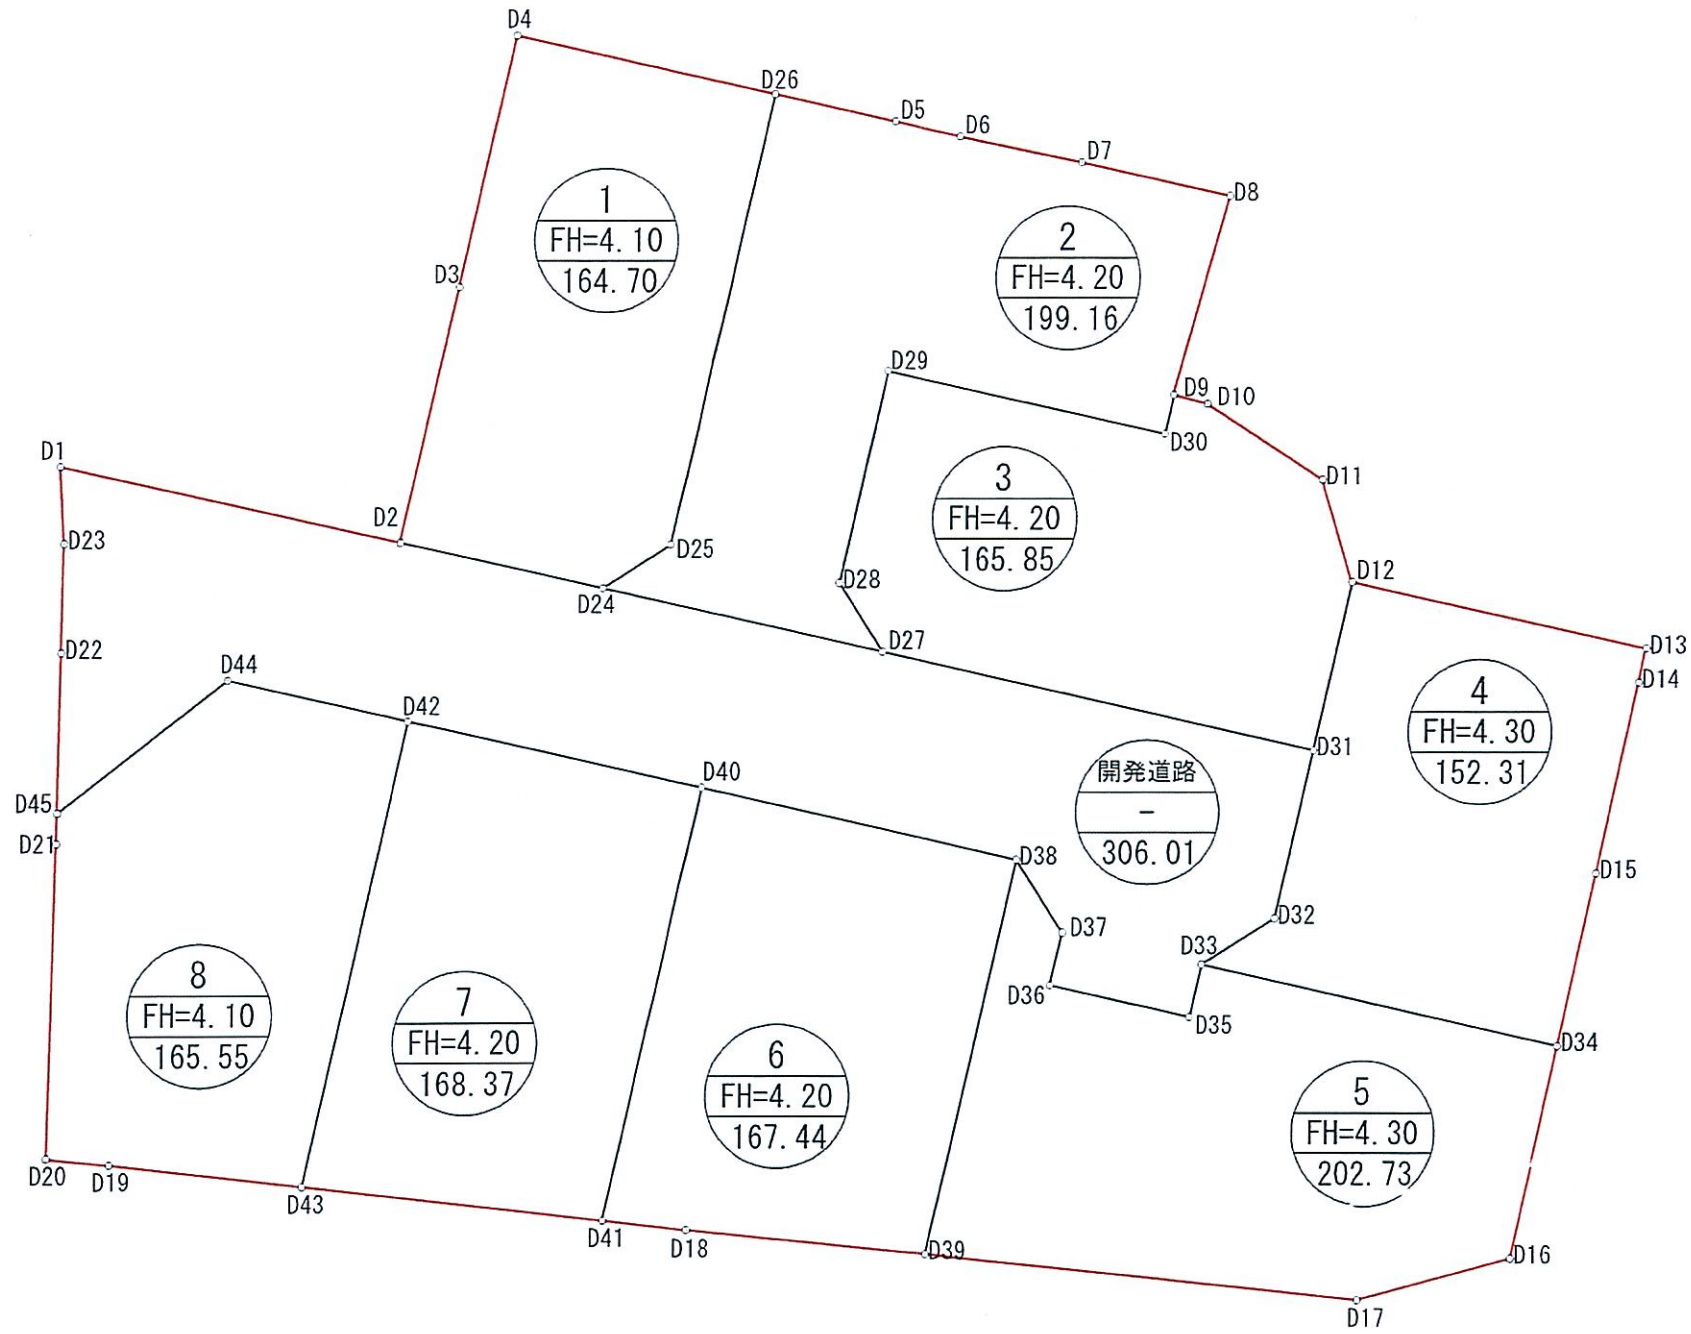 D4
D26
D5
D6
D7
D8
1
FH=4.10
164.70
2
FH=4.20
199.16
D3
D29
D9
D10
D30
D1
D2
D23
D25
D24
D28
D27
3
FH=4.20
165.85
D11
D12
D13
D14
D22
D44
D42
D40
D31
4
FH=4.30
152.31
開発道路
-
306.01
D45
D21
D38
D37
D36
D32
D33
D35
D15
D34
8
FH=4.10
165.55
7
FH=4.20
168.37
6
FH=4.20
167.44
5
FH=4.30
202.73
D20
D19
D43
D41
D18
D39
D16
D17